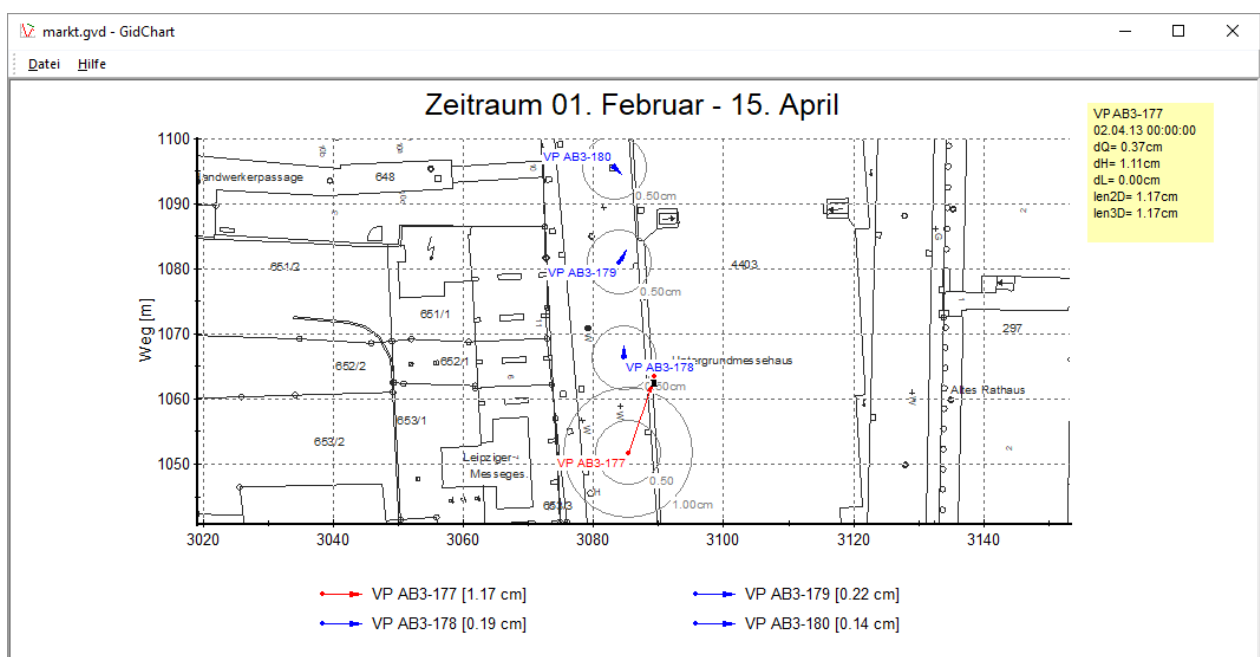 markt.gvd - GidChart
Datei Hilfe
Zeitraum 01. Februar - 15. April
VP AB3-177
02.04.13 00:00:00
dQ= 0.37cm
dH= 1.11cm
dL= 0.00cm
len2D= 1.17cm
len3D= 1.17cm
Weg [m]
1100
1090
1080
1070
1060
1050
3020 3040 3060 3080 3100 3120 3140
VP AB3-180
648
0.50cm
651/2
VP AB3-179
4403
0.50cm
651/1
297
652/2
652/1
VP AB3-178
Altes Rathaus
653/1
653/2
VP AB3-177
Leipziger-
Messeges
0.50
1.00cm
653/3
VP AB3-177 [1.17 cm]
VP AB3-179 [0.22 cm]
VP AB3-178 [0.19 cm]
VP AB3-180 [0.14 cm]